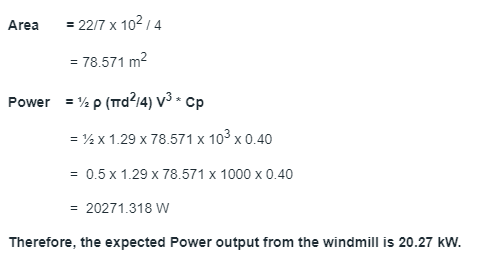 Area = 22/7 x 10² / 4
= 78.571 m²
Power = ½ ρ (πd²/4) V³ * Cp
= ½ x 1.29 x 78.571 x 10³ x 0.40
= 0.5 x 1.29 x 78.571 x 1000 x 0.40
= 20271.318 W
Therefore, the expected Power output from the windmill is 20.27 kW.